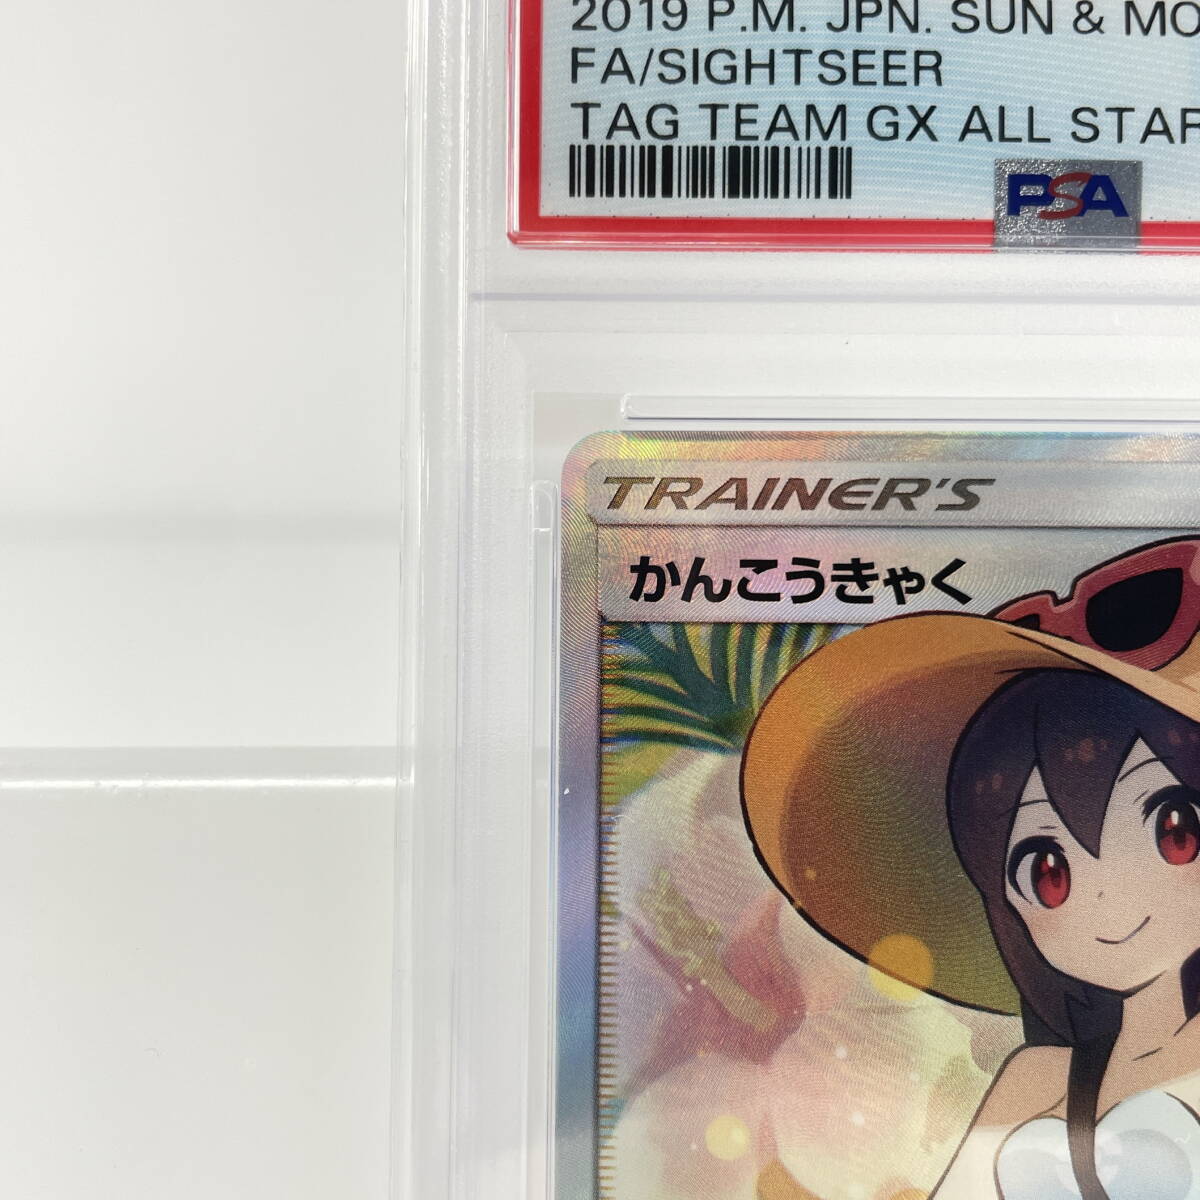 2019 P.M. JPN. SUN & MO
FA/SIGHTSEER
TAG TEAM GX ALL STAR
PSA
TRAINER'S
かんこうきゃく